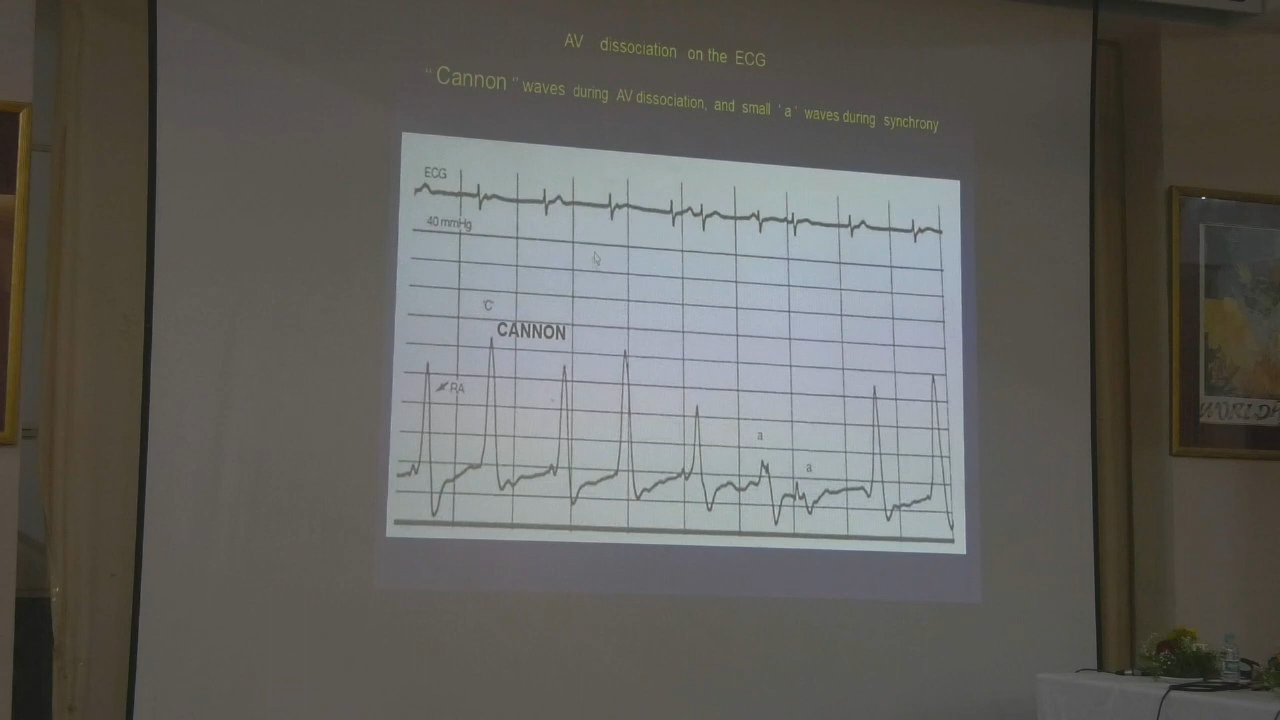 AV dissociation on the ECG
"Cannon" waves during AV dissociation, and small 'a' waves during synchrony
ECG
40 mmHg
'C'
CANNON
RA
a
a
WORLD